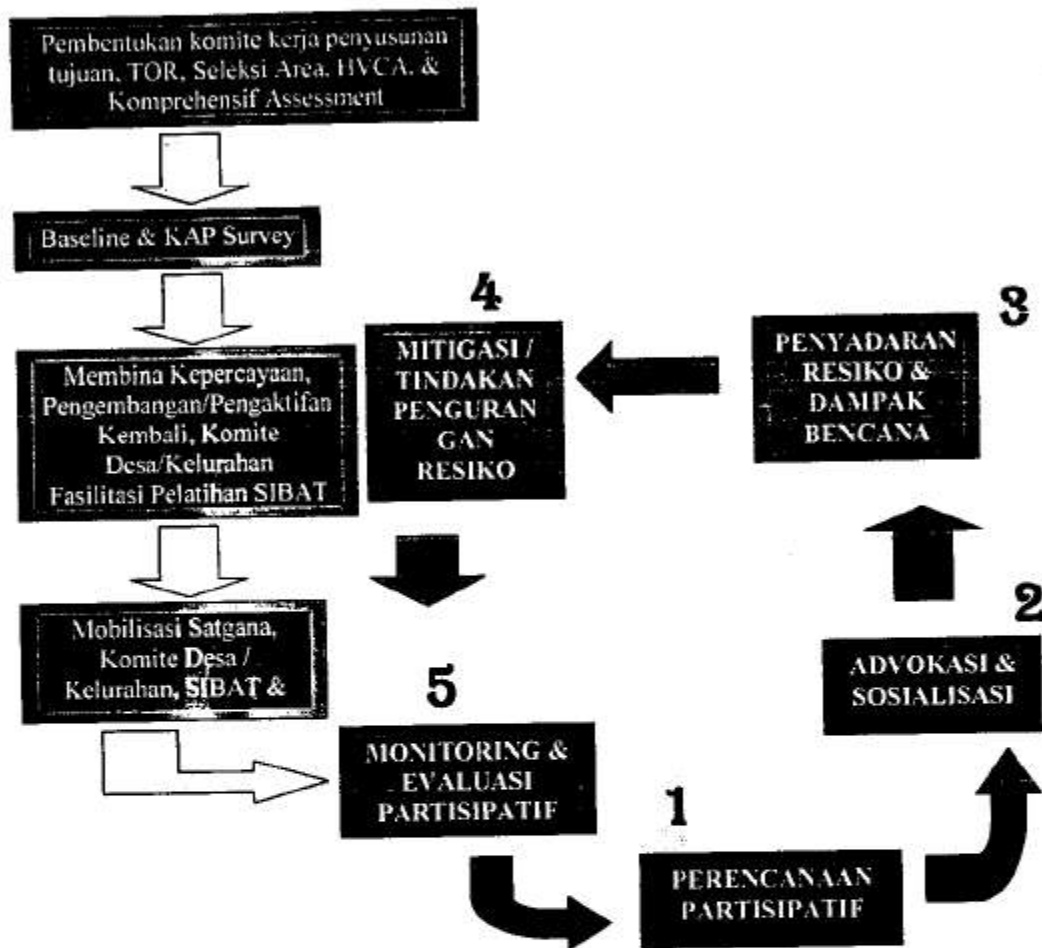 Pembentukan komite kerja penyusunan
tujuan, TOR, Seleksi Area, HVCA, &
Komprehensif Assessment
Baseline & KAP Survey
Membina Kepercayaan,
Pengembangan/Pengaktifan
Kembali, Komite
Desa/Kelurahan
Fasilitasi Pelatihan SIBAT
Mobilisasi Satgana,
Komite Desa /
Kelurahan, SIBAT &
4
MITIGASI /
TINDAKAN
PENGURAN
GAN
RESIKO
3
PENYADARAN
RESIKO &
DAMPAK
BENCANA
2
ADVOKASI &
SOSIALISASI
5
MONITORING &
EVALUASI
PARTISIPATIF
1
PERENCANAAN
PARTISIPATIF